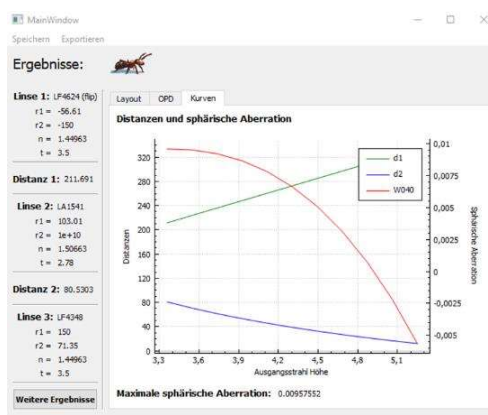 MainWindow
Speichern Exportieren
Ergebnisse:
Linse 1: LF4624 (flip)
r1 = -56.61
r2 = -150
n = 1.44963
t = 3.5
Distanz 1: 211.691
Linse 2: LA1541
r1 = 103.01
r2 = 1e+10
n = 1.50663
t = 2.78
Distanz 2: 80.5303
Linse 3: LF4348
r1 = 150
r2 = 71.35
n = 1.44963
t = 3.5
Weitere Ergebnisse
Layout OPD Kurven
Distanzen und sphärische Aberration
Distanzen
320
280
240
200
160
120
80
40
0
3,3 3,6 3,9 4,2 4,5 4,8 5,1
Ausgangsstrahl Höhe
d1
d2
W040
0,01
0,0075
0,005
0,0025
0
-0,0025
-0,005
Sphärische Aberration
Maximale sphärische Aberration: 0.00957552